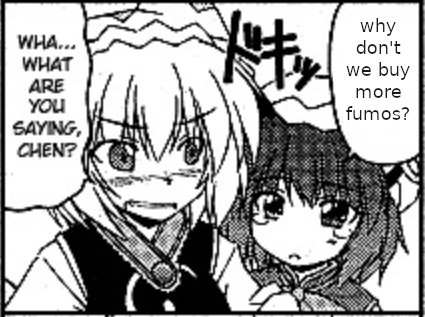 why
don't
we buy
more
fumos?
ドキッ
WHA...
WHAT
ARE
YOU
SAYING,
CHEN?